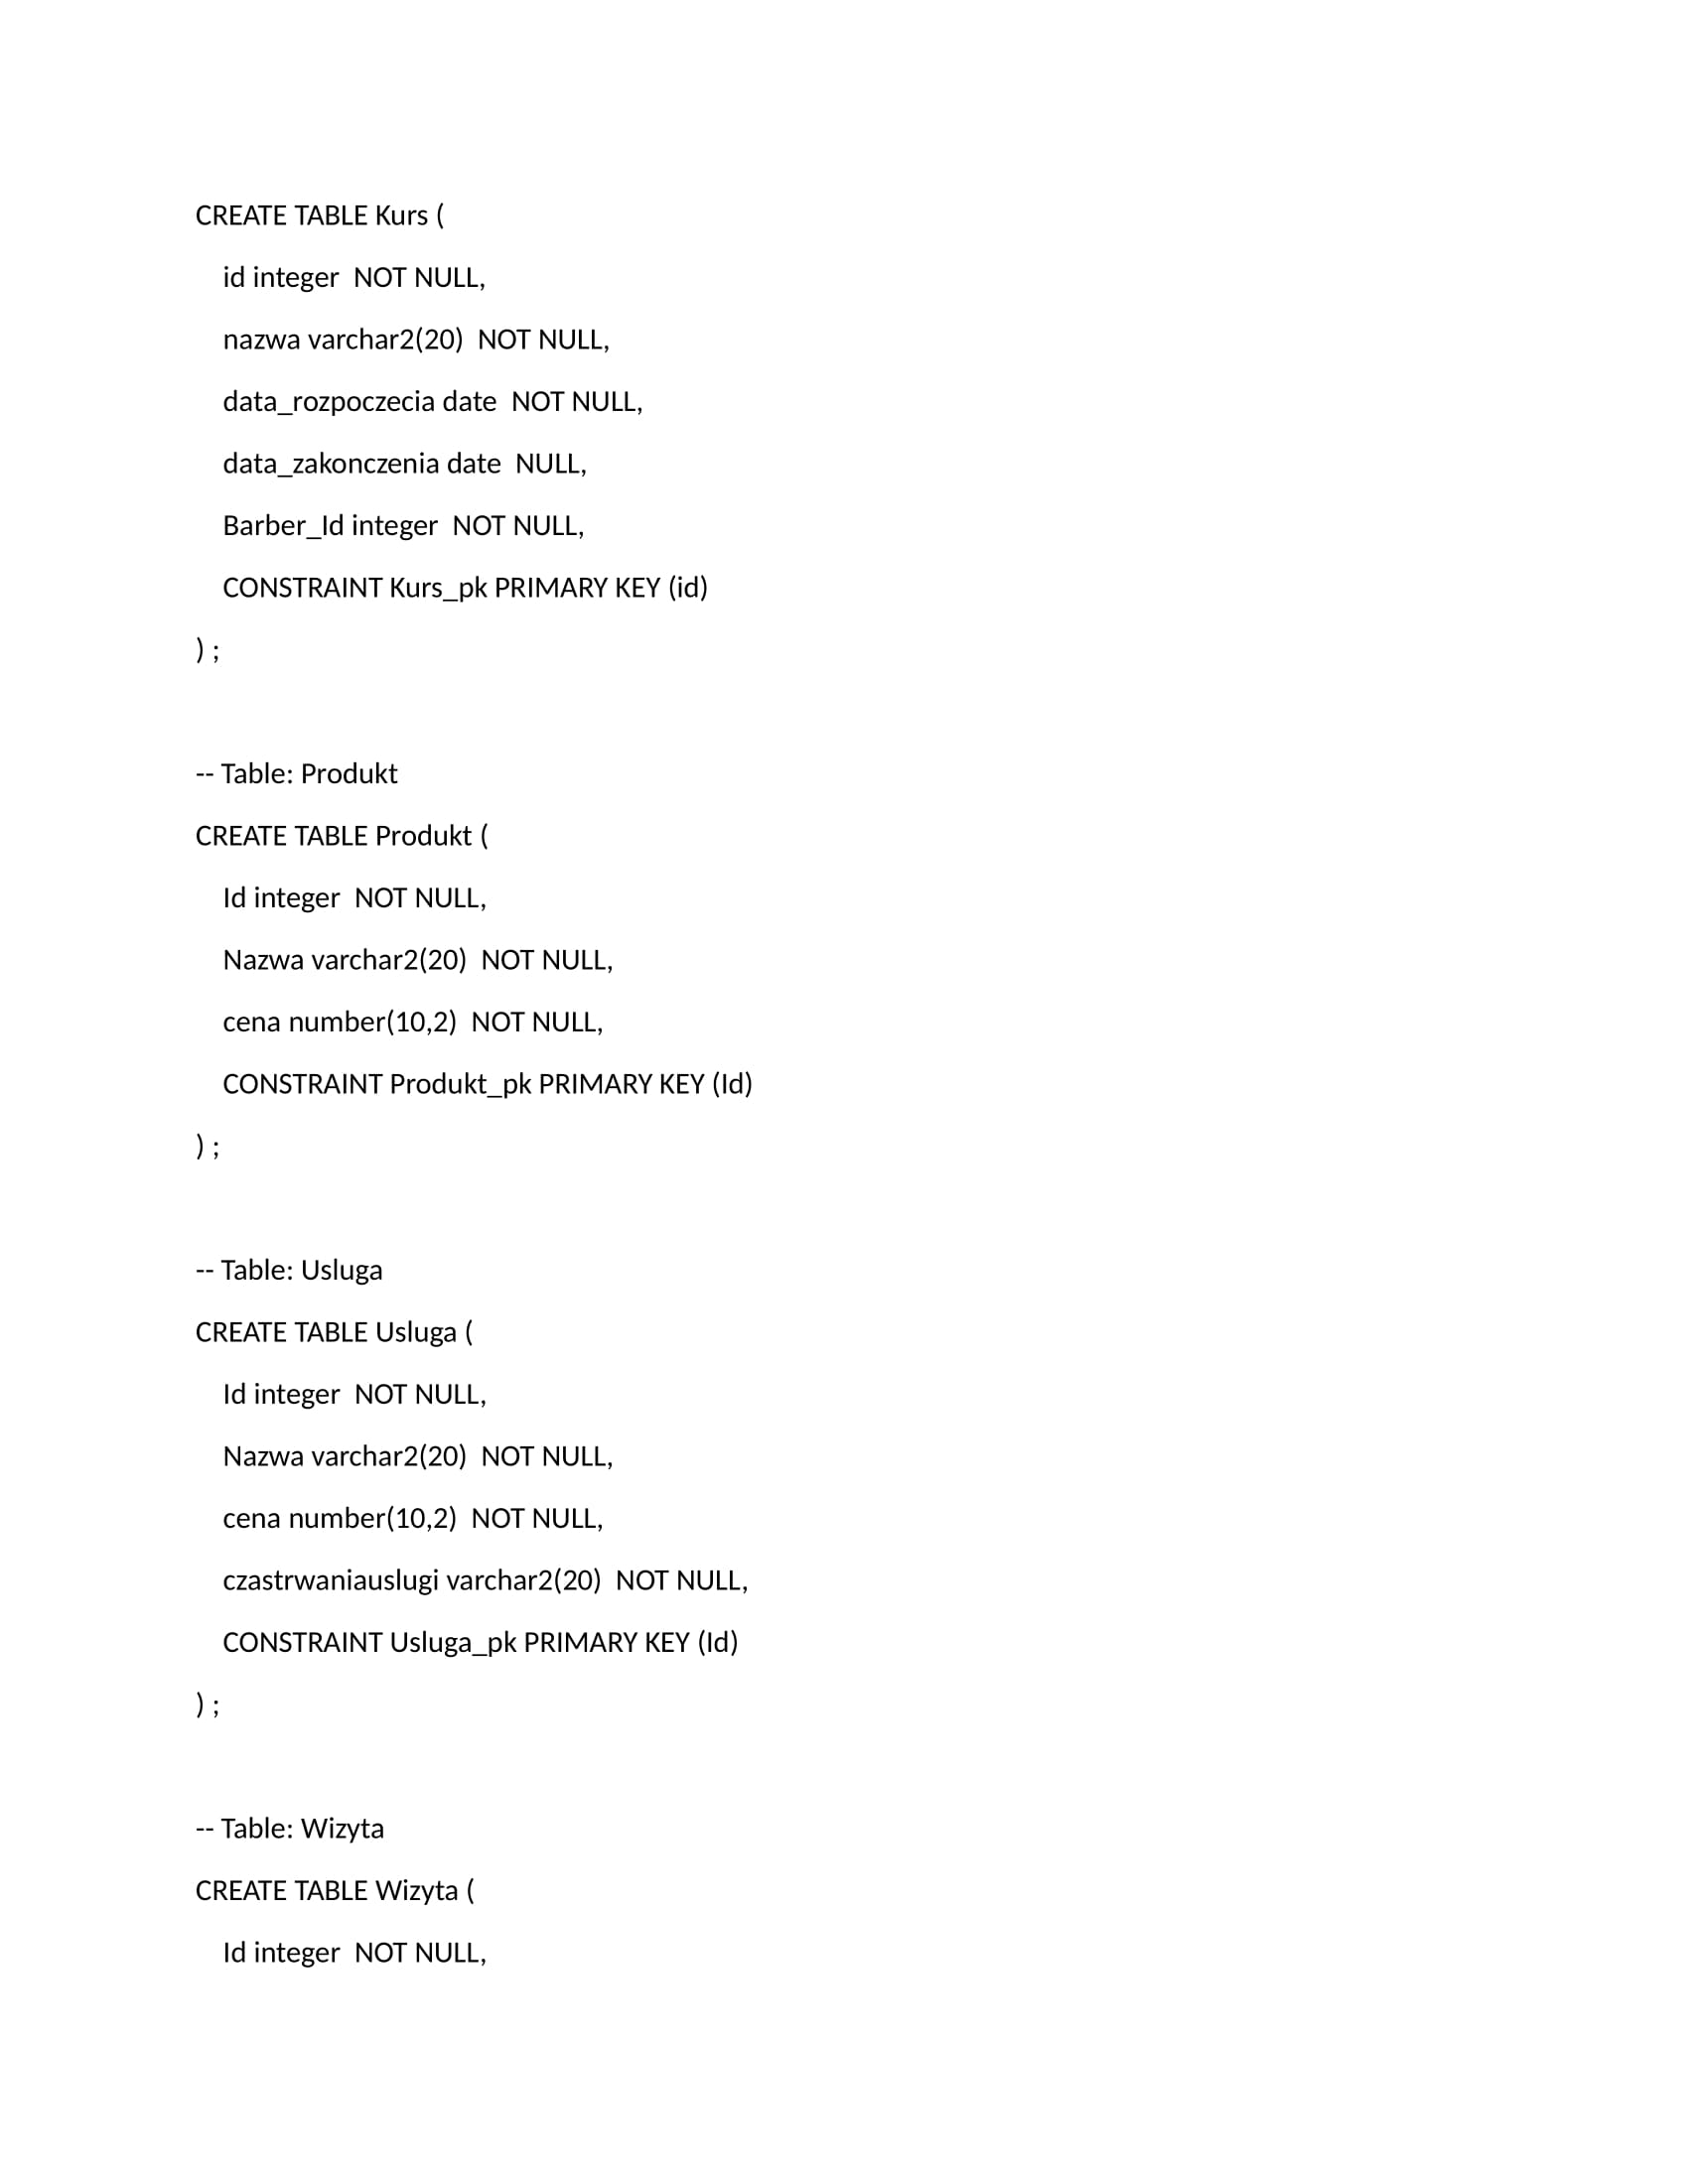 CREATE TABLE Kurs (
    id integer  NOT NULL,
    nazwa varchar2(20)  NOT NULL,
    data_rozpoczecia date  NOT NULL,
    data_zakonczenia date  NULL,
    Barber_Id integer  NOT NULL,
    CONSTRAINT Kurs_pk PRIMARY KEY (id)
) ;
-- Table: Produkt
CREATE TABLE Produkt (
    Id integer  NOT NULL,
    Nazwa varchar2(20)  NOT NULL,
    cena number(10,2)  NOT NULL,
    CONSTRAINT Produkt_pk PRIMARY KEY (Id)
) ;
-- Table: Usluga
CREATE TABLE Usluga (
    Id integer  NOT NULL,
    Nazwa varchar2(20)  NOT NULL,
    cena number(10,2)  NOT NULL,
    czastrwaniauslugi varchar2(20)  NOT NULL,
    CONSTRAINT Usluga_pk PRIMARY KEY (Id)
) ;
-- Table: Wizyta
CREATE TABLE Wizyta (
    Id integer  NOT NULL,